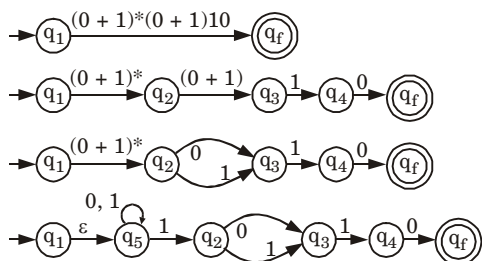 (0 + 1)*(0 + 1)10
q1 qf
(0 + 1)* (0 + 1) 1 0
q1 q2 q3 q4 qf
(0 + 1)* 0 1 1 0
q1 q2 q3 q4 qf
0, 1
ε 1 0 1 1 0
q1 q5 q2 q3 q4 qf